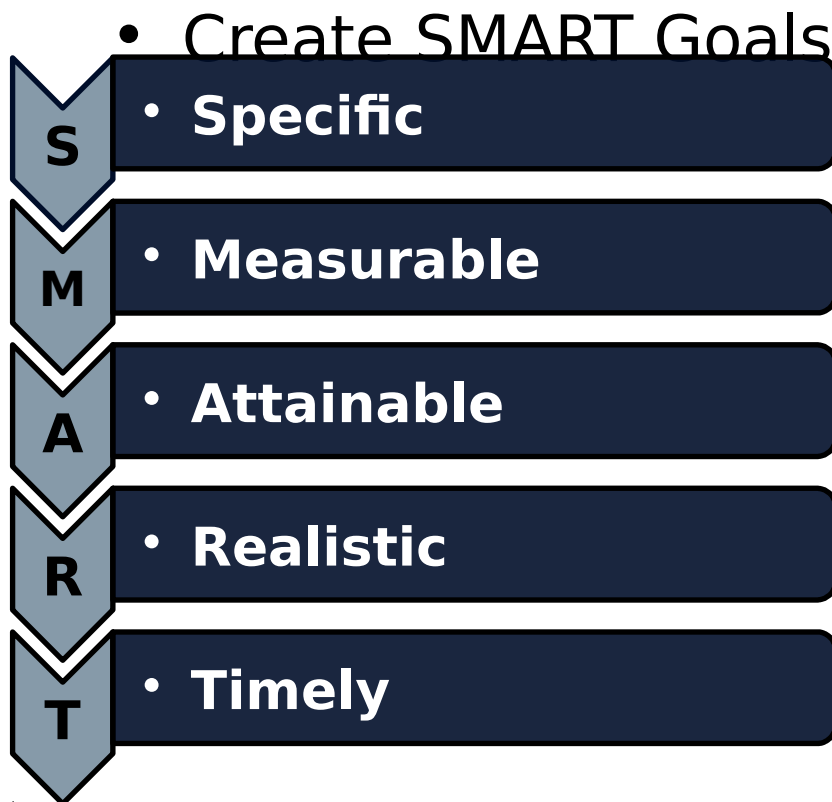 • Create SMART Goals
S
• Specific
M
• Measurable
A
• Attainable
R
• Realistic
T
• Timely